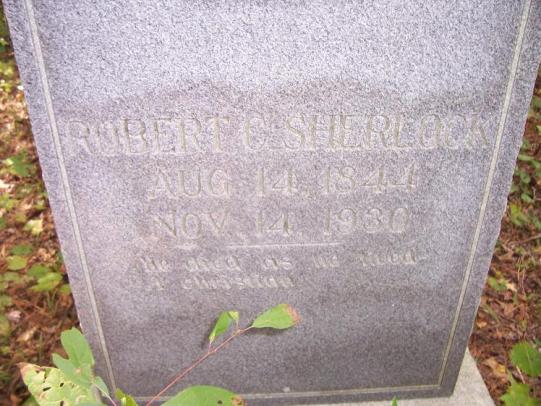 ROBERT C. SHERLOCK
AUG. 14, 1844
NOV. 14, 1930
He died as he lived-
A christian